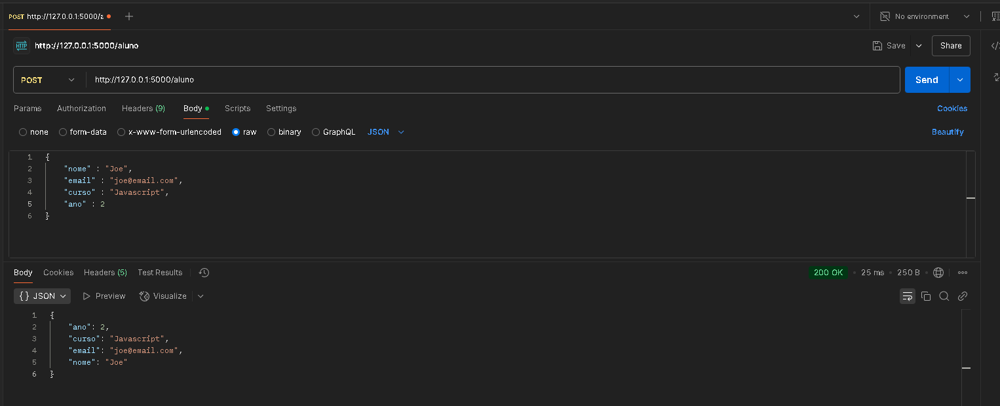 POST http://127.0.0.1:5000/a
No environment
HTTP http://127.0.0.1:5000/aluno
Save Share
POST http://127.0.0.1:5000/aluno Send
Params Authorization Headers (9) Body Scripts Settings Cookies
none form-data x-www-form-urlencoded raw binary GraphQL JSON Beautify
1 {
2 "nome" : "Joe",
3 "email" : "joe@email.com",
4 "curso" : "Javascript",
5 "ano" : 2
6 }
Body Cookies Headers (5) Test Results 200 OK • 25 ms • 250 B
{} JSON Preview Visualize
1 {
2 "ano": 2,
3 "curso": "Javascript",
4 "email": "joe@email.com",
5 "nome": "Joe"
6 }